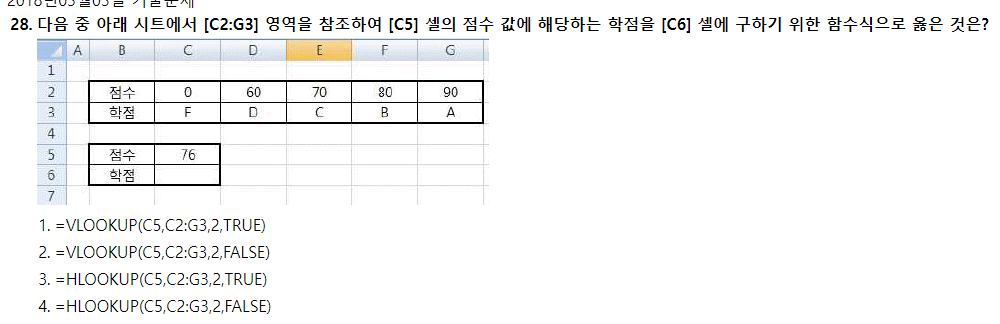 2018년03월03일 기출문제
28. 다음 중 아래 시트에서 [C2:G3] 영역을 참조하여 [C5] 셀의 점수 값에 해당하는 학점을 [C6] 셀에 구하기 위한 함수식으로 옳은 것은?
A B C D E F G
1
2 점수 0 60 70 80 90
3 학점 F D C B A
4
5 점수 76
6 학점
7
1. =VLOOKUP(C5,C2:G3,2,TRUE)
2. =VLOOKUP(C5,C2:G3,2,FALSE)
3. =HLOOKUP(C5,C2:G3,2,TRUE)
4. =HLOOKUP(C5,C2:G3,2,FALSE)